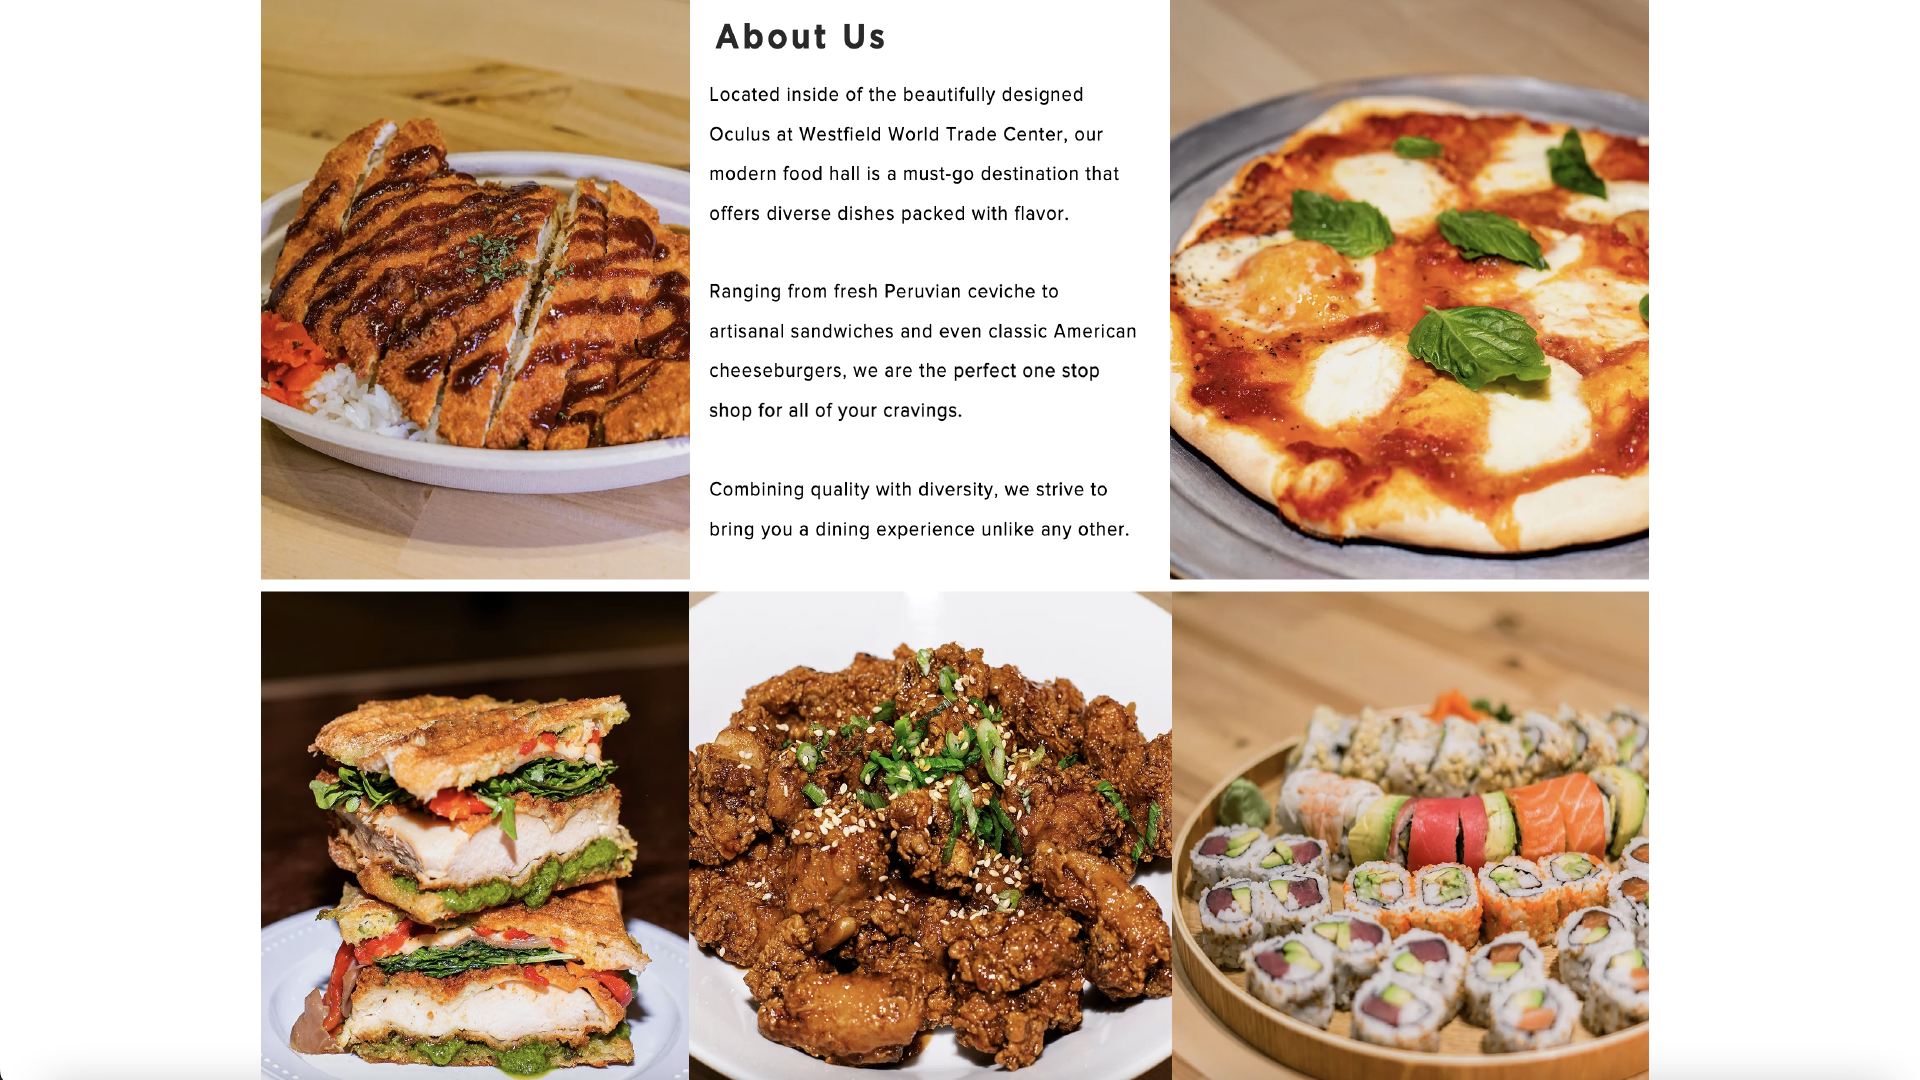 About Us
Located inside of the beautifully designed
Oculus at Westfield World Trade Center, our
modern food hall is a must-go destination that
offers diverse dishes packed with flavor.
Ranging from fresh Peruvian ceviche to
artisanal sandwiches and even classic American
cheeseburgers, we are the perfect one stop
shop for all of your cravings.
Combining quality with diversity, we strive to
bring you a dining experience unlike any other.